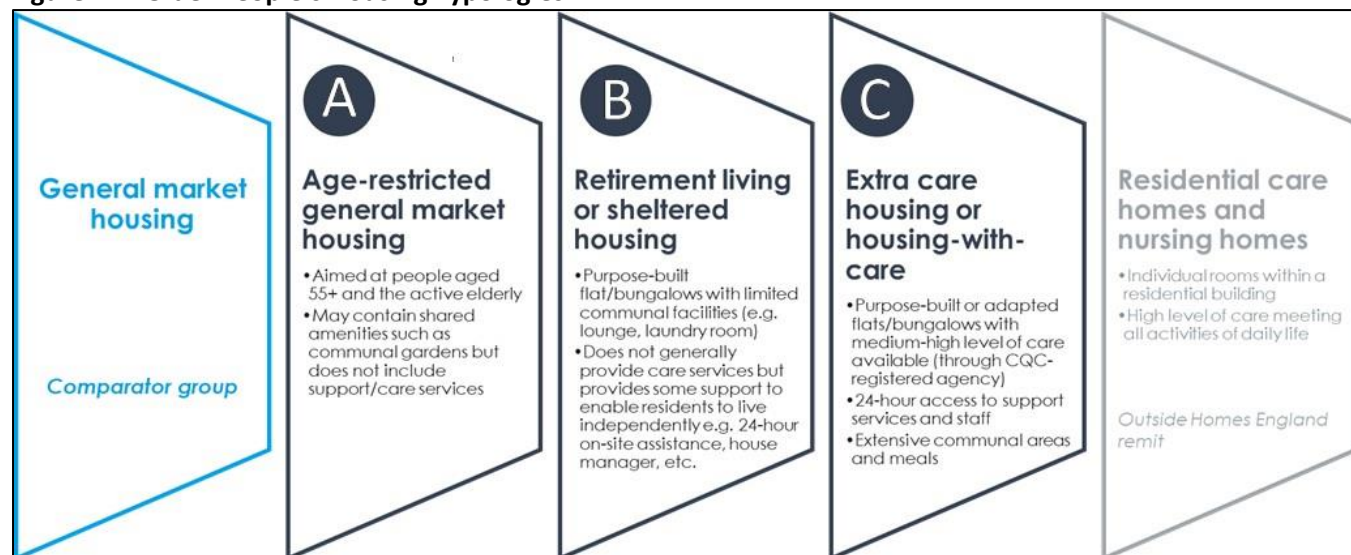 General market
housing
Comparator group
A
Age-restricted
general market
housing
•Aimed at people aged
55+ and the active elderly
•May contain shared
amenities such as
communal gardens but
does not include
support/care services
B
Retirement living
or sheltered
housing
•Purpose-built
flat/bungalows with limited
communal facilities (e.g.
lounge, laundry room)
•Does not generally
provide care services but
provides some support to
enable residents to live
independently e.g. 24-hour
on-site assistance, house
manager, etc.
C
Extra care
housing or
housing-with-
care
•Purpose-built or adapted
flats/bungalows with
medium-high level of care
available (through CQC-
registered agency)
•24-hour access to support
services and staff
•Extensive communal areas
and meals
Residential care
homes and
nursing homes
•Individual rooms within a
residential building
•High level of care meeting
all activities of daily life
Outside Homes England
remit